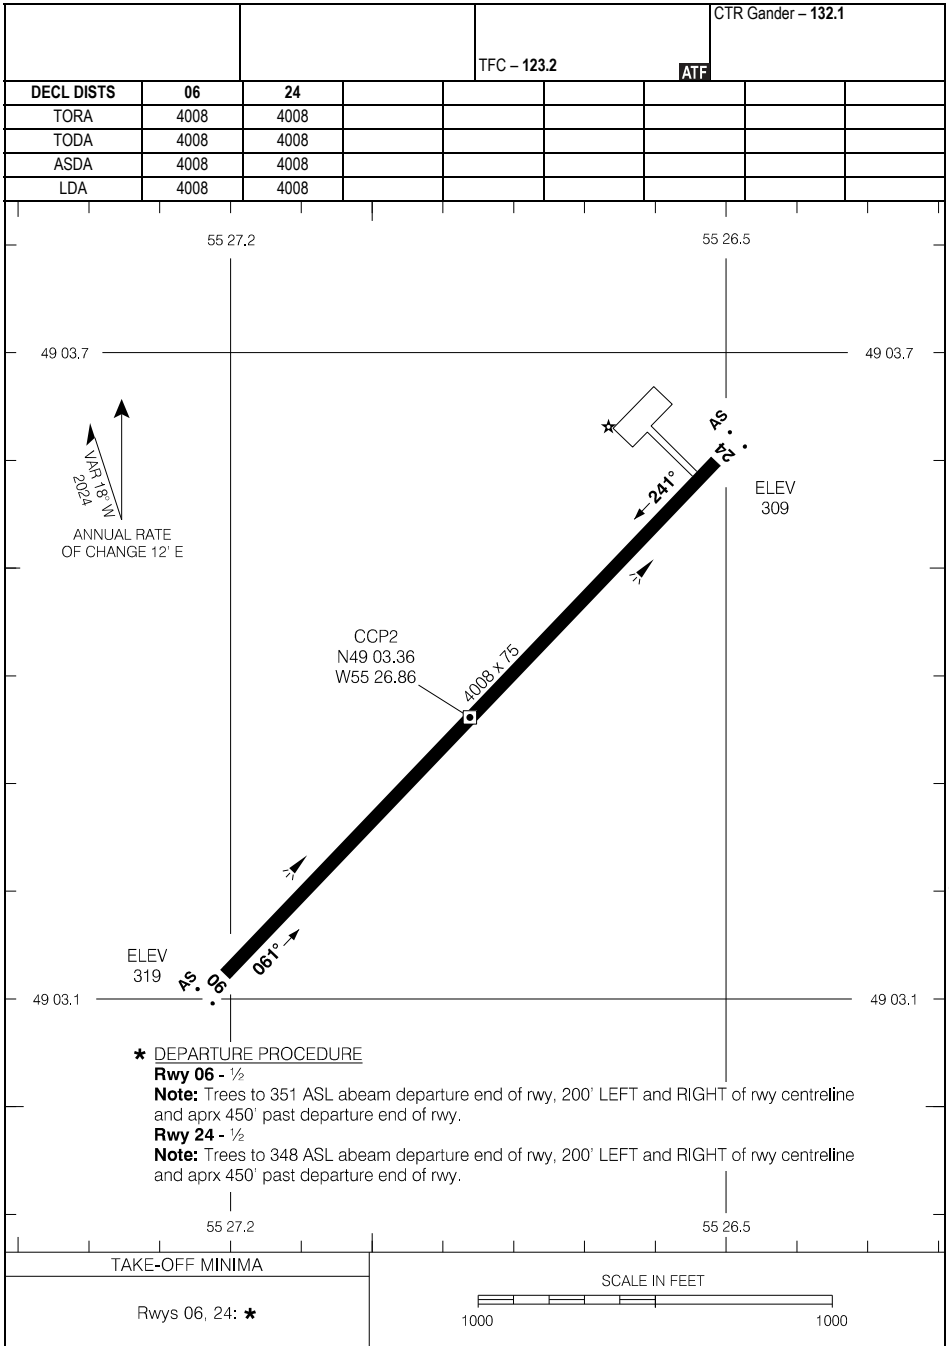 CTR Gander – 132.1
TFC – 123.2
ATF
DECL DISTS 06 24
TORA 4008 4008
TODA 4008 4008
ASDA 4008 4008
LDA 4008 4008
55 27.2 55 26.5
49 03.7 49 03.7
VAR 18° W
2024
ANNUAL RATE
OF CHANGE 12' E
AS
24
241°
ELEV
309
CCP2
N49 03.36
W55 26.86
4008 x 75
ELEV
319
AS
06
061°
49 03.1 49 03.1
* DEPARTURE PROCEDURE
Rwy 06 - ½
Note: Trees to 351 ASL abeam departure end of rwy, 200' LEFT and RIGHT of rwy centreline
and aprx 450' past departure end of rwy.
Rwy 24 - ½
Note: Trees to 348 ASL abeam departure end of rwy, 200' LEFT and RIGHT of rwy centreline
and aprx 450' past departure end of rwy.
55 27.2 55 26.5
TAKE-OFF MINIMA
Rwys 06, 24: *
SCALE IN FEET
1000 1000